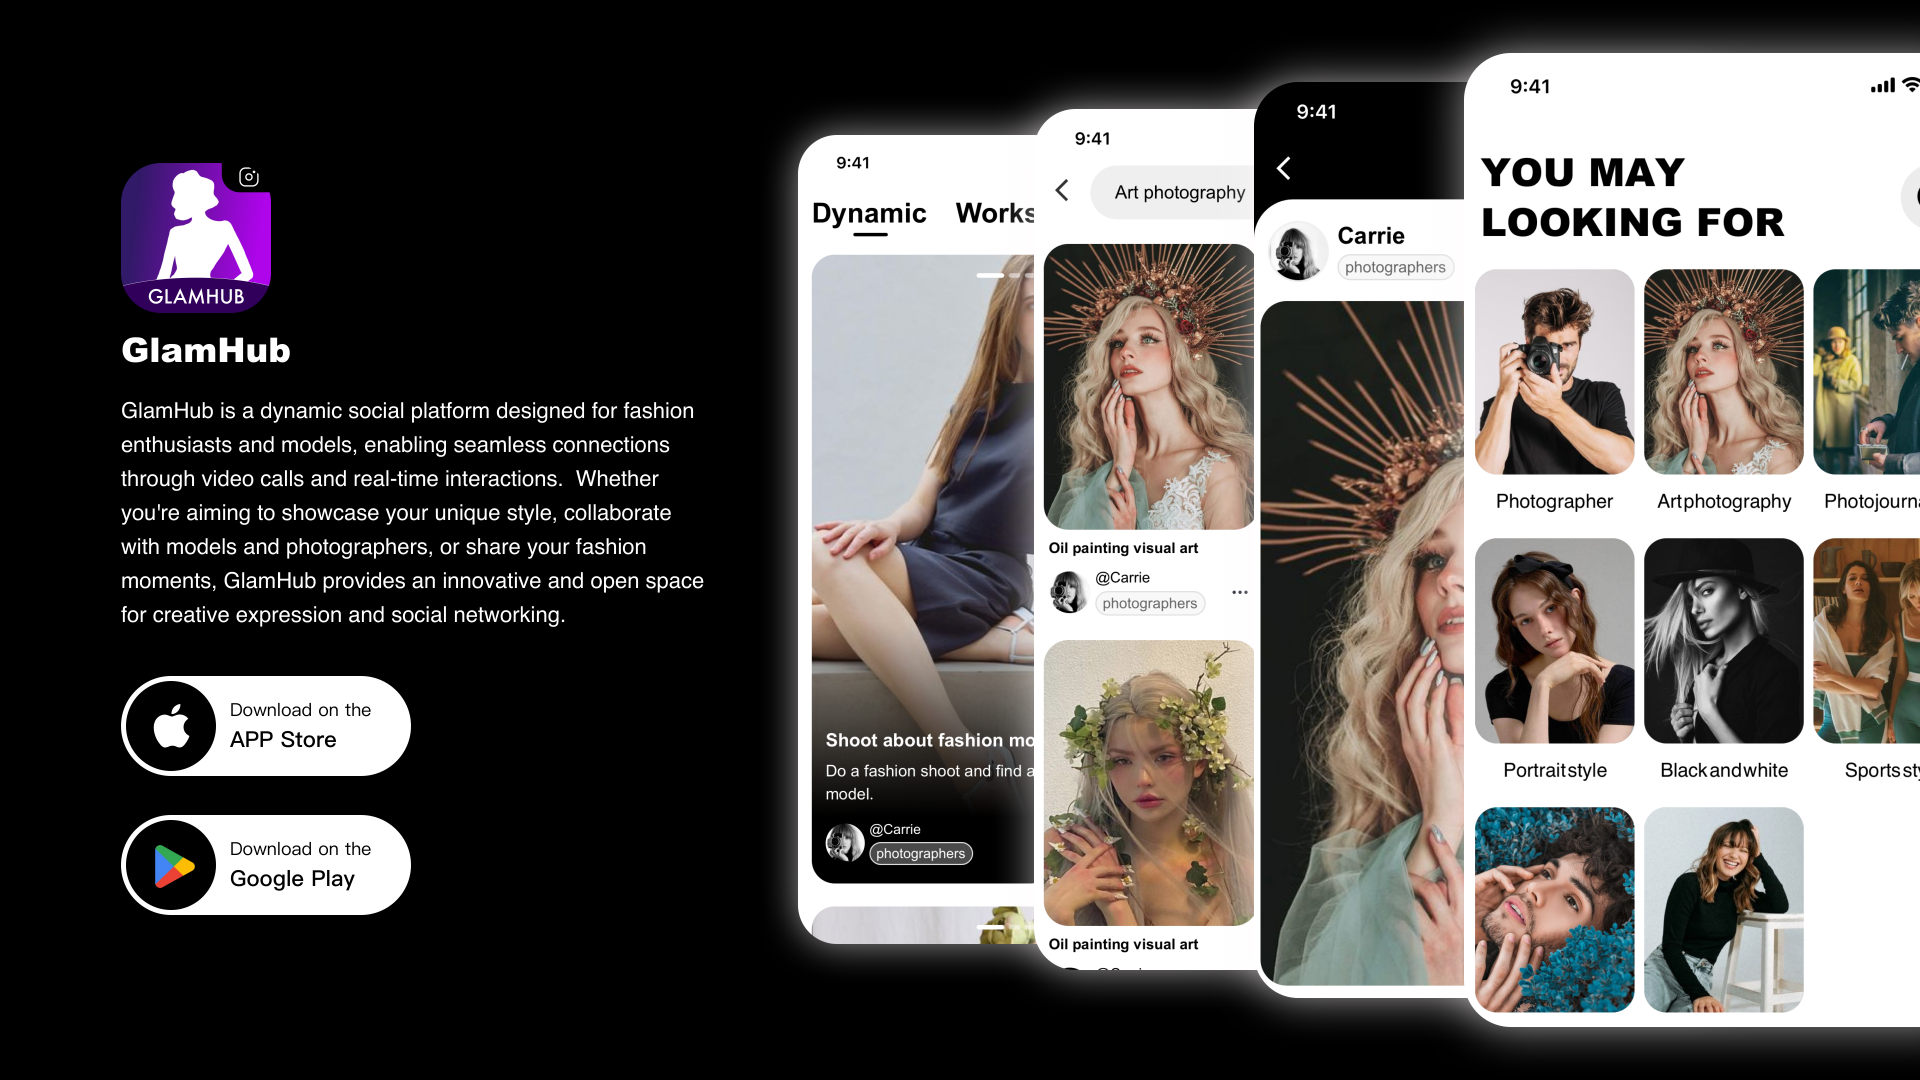 GLAMHUB
GlamHub
GlamHub is a dynamic social platform designed for fashion
enthusiasts and models, enabling seamless connections
through video calls and real-time interactions.  Whether
you're aiming to showcase your unique style, collaborate
with models and photographers, or share your fashion
moments, GlamHub provides an innovative and open space
for creative expression and social networking.
Download on the
APP Store
Download on the
Google Play
9:41
Dynamic Works
Shoot about fashion mo
Do a fashion shoot and find a
model.
@Carrie
photographers
9:41
Art photography
Oil painting visual art
@Carrie
photographers
Oil painting visual art
9:41
Carrie
photographers
9:41
YOU MAY
LOOKING FOR
Photographer
Artphotography
Photojourna
Portraitstyle
Blackandwhite
Sportssty